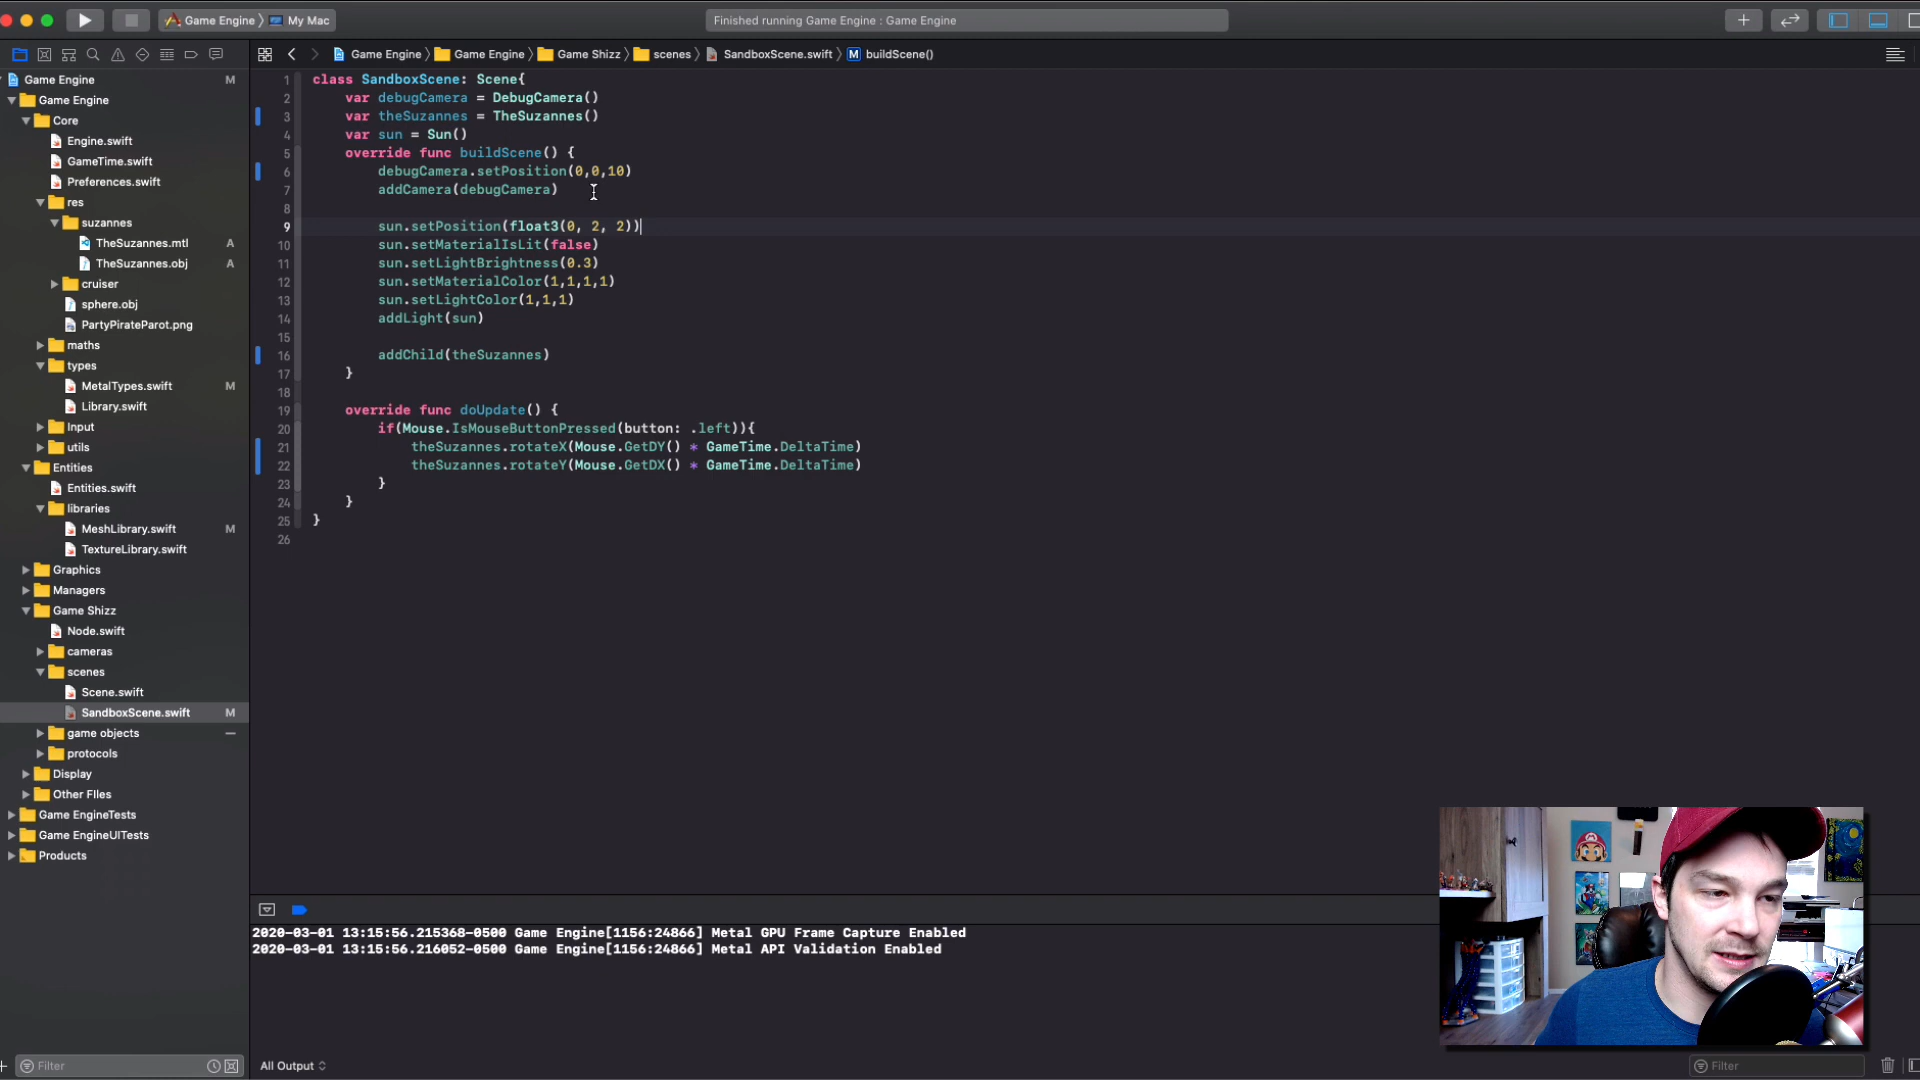 Game Engine 〉 My Mac
Finished running Game Engine : Game Engine
Game Engine 〉 Game Engine 〉 Game Shizz 〉 scenes 〉 SandboxScene.swift 〉 M buildScene()
Game Engine M
Game Engine
Core
Engine.swift
GameTime.swift
Preferences.swift
res
suzannes
TheSuzannes.mtl A
TheSuzannes.obj A
cruiser
sphere.obj
PartyPirateParot.png
maths
types
MetalTypes.swift M
Library.swift
Input
utils
Entities
Entities.swift
libraries
MeshLibrary.swift M
TextureLibrary.swift
Graphics
Managers
Game Shizz
Node.swift
cameras
scenes
Scene.swift
SandboxScene.swift M
game objects
protocols
Display
Other FIles
Game EngineTests
Game EngineUITests
Products
Filter
1 class SandboxScene: Scene{
2 var debugCamera = DebugCamera()
3 var theSuzannes = TheSuzannes()
4 var sun = Sun()
5 override func buildScene() {
6 debugCamera.setPosition(0,0,10)
7 addCamera(debugCamera)
8
9 sun.setPosition(float3(0, 2, 2))
10 sun.setMaterialIsLit(false)
11 sun.setLightBrightness(0.3)
12 sun.setMaterialColor(1,1,1,1)
13 sun.setLightColor(1,1,1)
14 addLight(sun)
15
16 addChild(theSuzannes)
17 }
18
19 override func doUpdate() {
20 if(Mouse.IsMouseButtonPressed(button: .left)){
21 theSuzannes.rotateX(Mouse.GetDY() * GameTime.DeltaTime)
22 theSuzannes.rotateY(Mouse.GetDX() * GameTime.DeltaTime)
23 }
24 }
25 }
26
2020-03-01 13:15:56.215368-0500 Game Engine[1156:24866] Metal GPU Frame Capture Enabled
2020-03-01 13:15:56.216052-0500 Game Engine[1156:24866] Metal API Validation Enabled
All Output
Filter